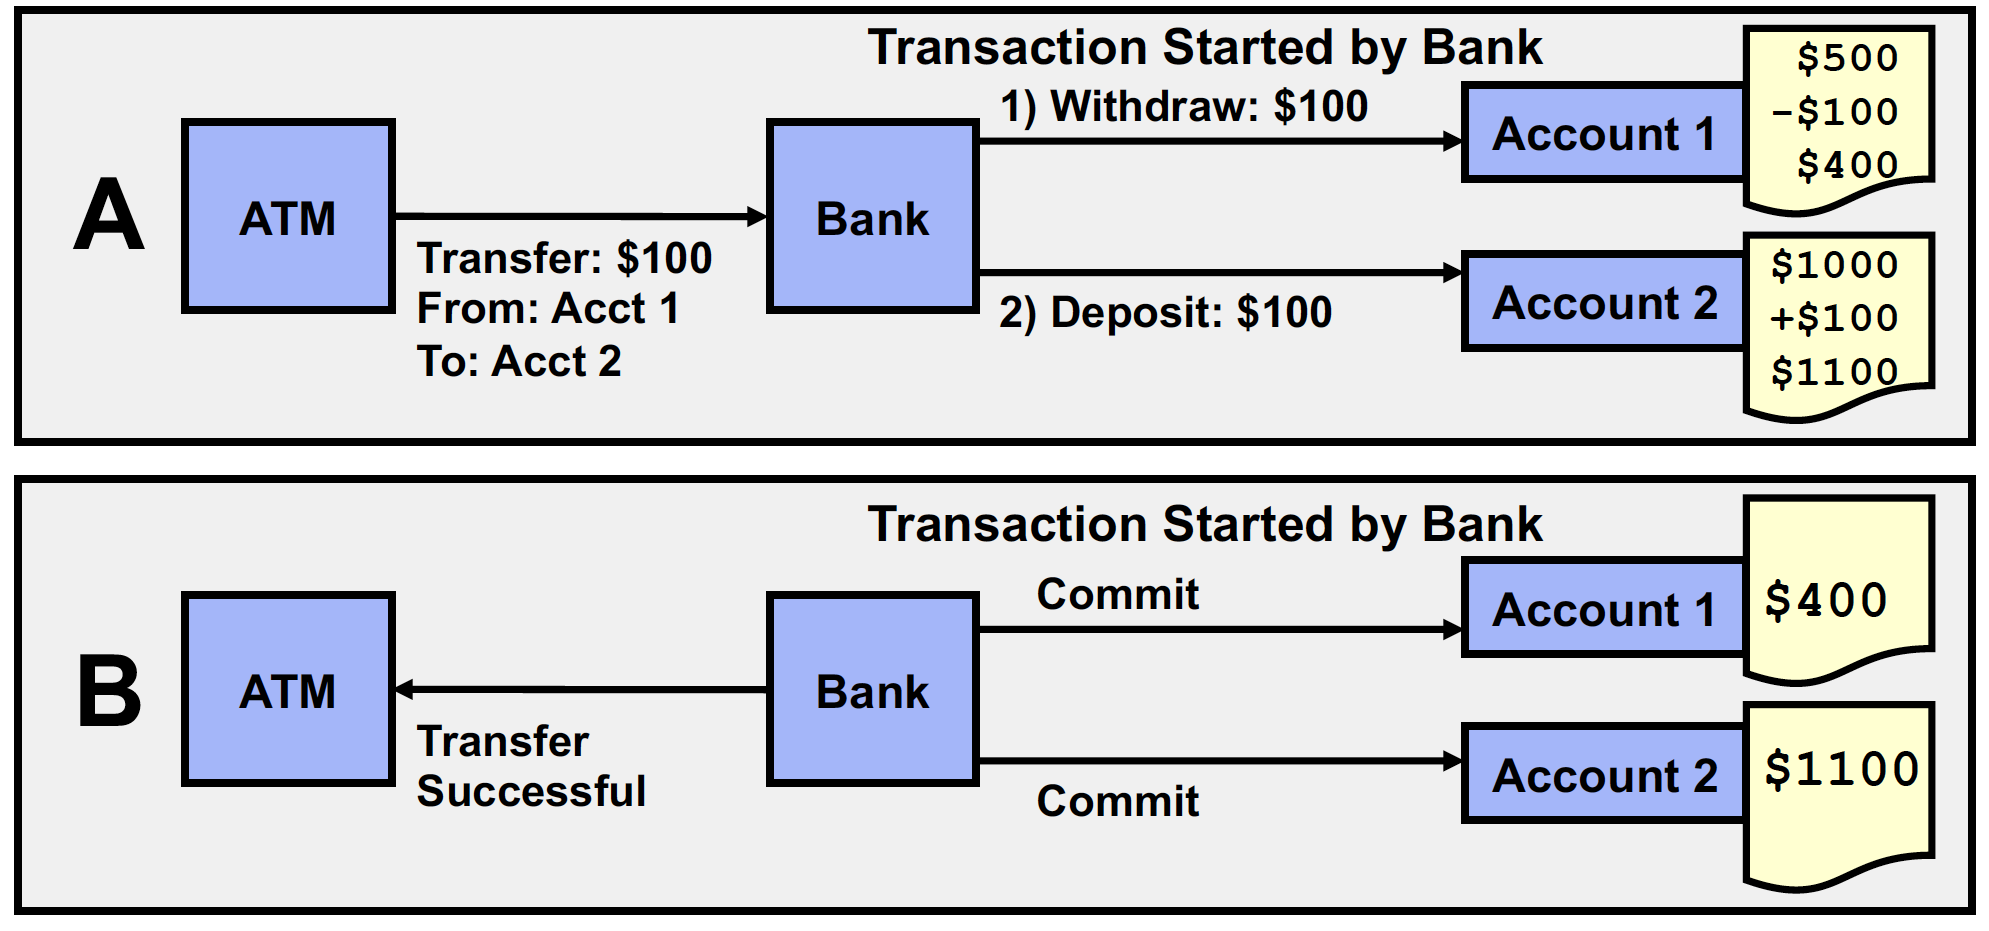 Transaction Started by Bank
A
ATM
Transfer: $100
From: Acct 1
To: Acct 2
Bank
1) Withdraw: $100
2) Deposit: $100
Account 1
$500
-$100
$400
Account 2
$1000
+$100
$1100
Transaction Started by Bank
B
ATM
Transfer
Successful
Bank
Commit
Commit
Account 1
$400
Account 2
$1100